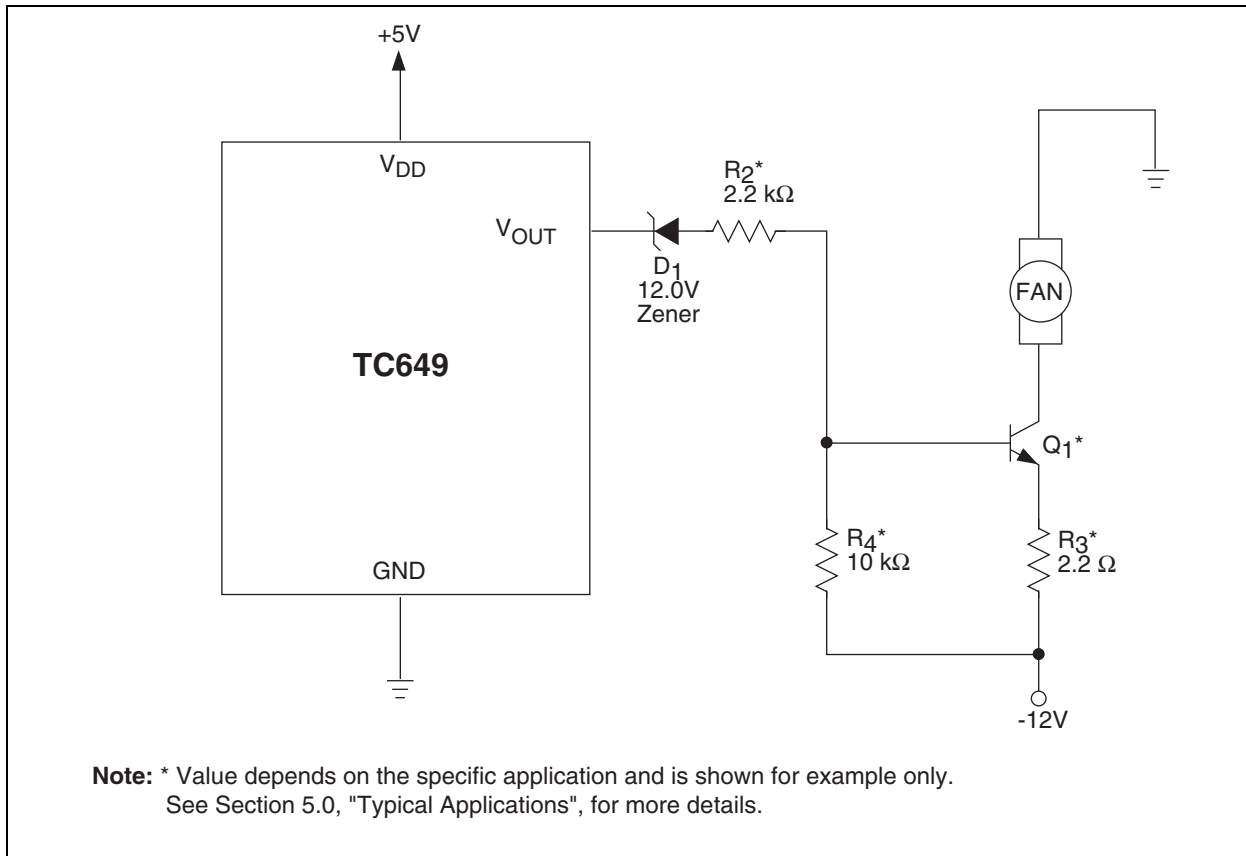 +5V
VDD
R2*
2.2 kΩ
VOUT
D1
12.0V
Zener
FAN
TC649
Q1*
R4*
10 kΩ
R3*
2.2 Ω
GND
-12V
Note: * Value depends on the specific application and is shown for example only.
See Section 5.0, "Typical Applications", for more details.